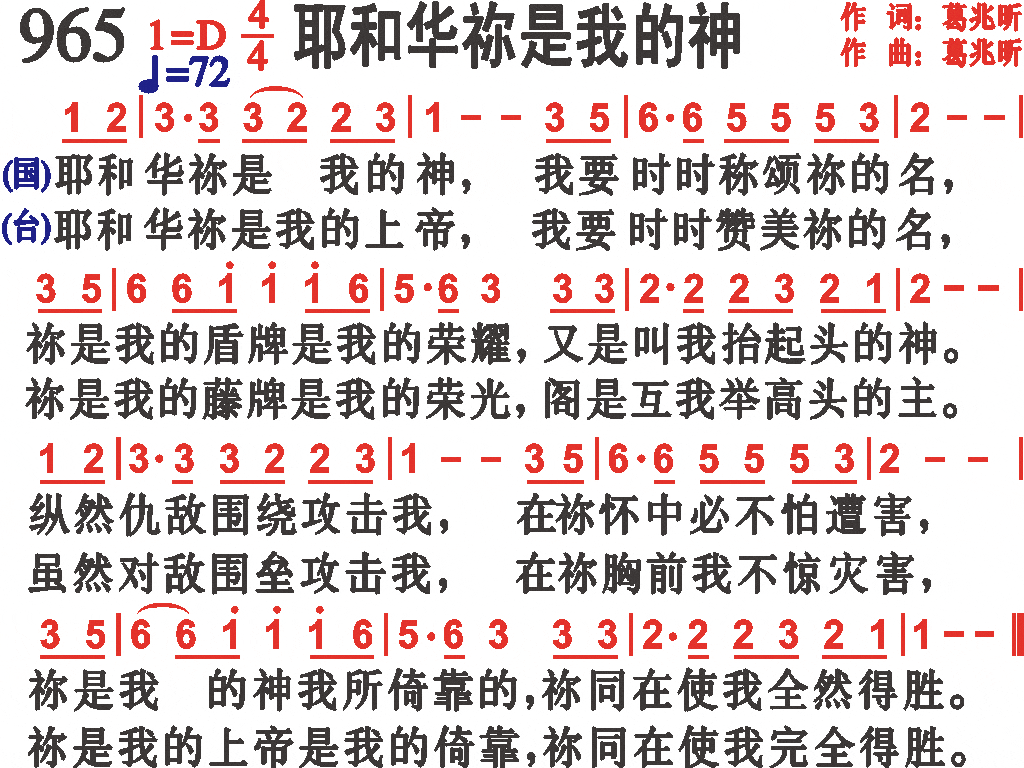 965 1=D 4/4 耶和华祢是我的神 作 词：葛兆昕
♩=72 作 曲：葛兆昕
1 2|3·3 3 2 2 3|1 - - 3 5|6·6 5 5 5 3|2 - -|
(国)耶和华祢是 我的神， 我要时时称颂祢的名，
(台)耶和华祢是我的上帝， 我要时时赞美祢的名，
3 5|6 6 i i i 6|5·6 3 3 3|2·2 2 3 2 1|2 - -|
祢是我的盾牌是我的荣耀，又是叫我抬起头的神。
祢是我的藤牌是我的荣光，阁是互我举高头的主。
1 2|3·3 3 2 2 3|1 - - 3 5|6·6 5 5 5 3|2 - -|
纵然仇敌围绕攻击我， 在祢怀中必不怕遭害，
虽然对敌围垒攻击我， 在祢胸前我不惊灾害，
3 5|6 6 i i i 6|5·6 3 3 3|2·2 2 3 2 1|1 - -‖
祢是我 的神我所倚靠的，祢同在使我全然得胜。
祢是我的上帝是我的倚靠，祢同在使我完全得胜。